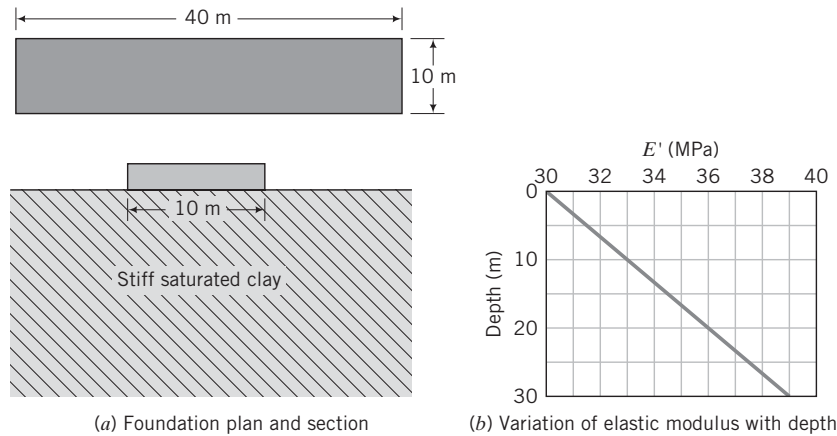 40 m
10 m
10 m
Stiff saturated clay
(a) Foundation plan and section
E' (MPa)
30 32 34 36 38 40
0
10
20
30
Depth (m)
(b) Variation of elastic modulus with depth